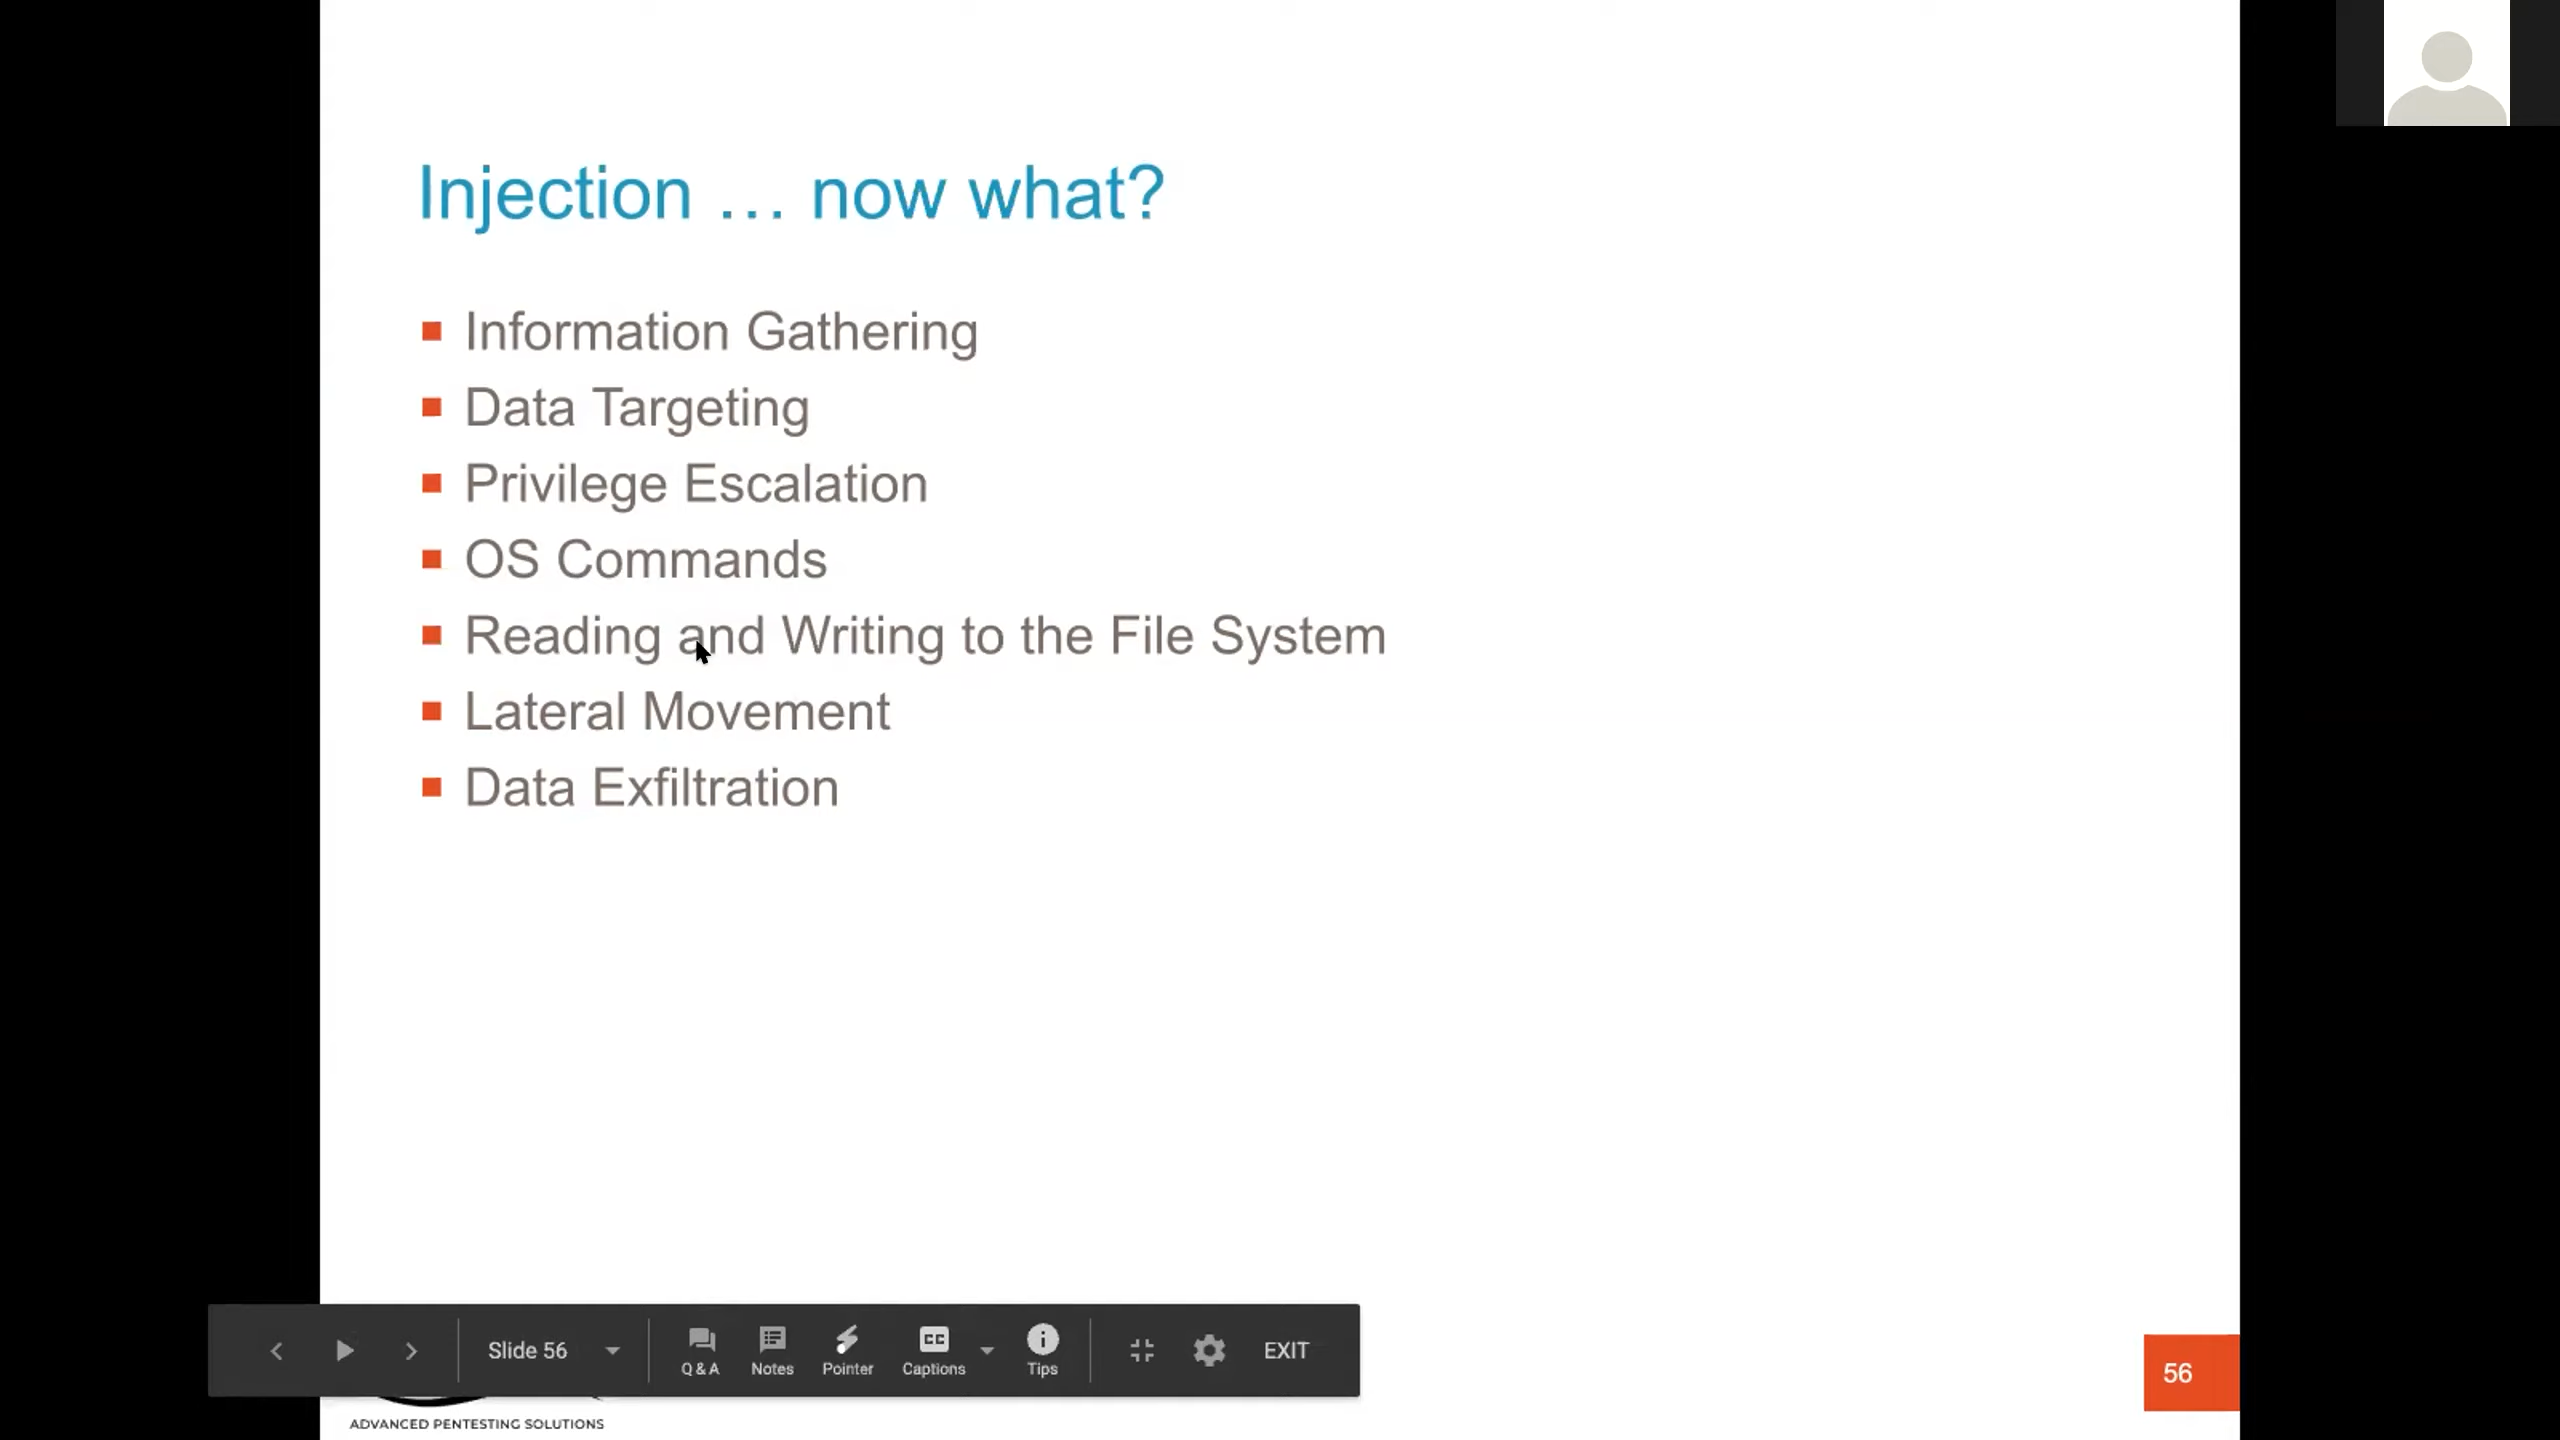 Injection … now what?
Information Gathering
Data Targeting
Privilege Escalation
OS Commands
Reading and Writing to the File System
Lateral Movement
Data Exfiltration
Slide 56
Q & A
Notes
Pointer
CC
Captions
Tips
EXIT
56
ADVANCED PENTESTING SOLUTIONS